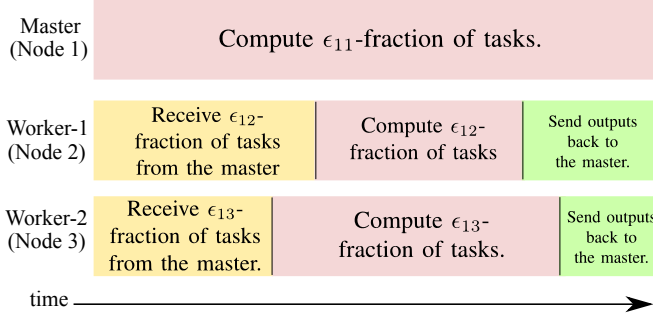 Master
(Node 1)
Compute ϵ₁₁-fraction of tasks.
Worker-1
(Node 2)
Receive ϵ₁₂-
fraction of tasks
from the master
Compute ϵ₁₂-
fraction of tasks
Send outputs
back to
the master.
Worker-2
(Node 3)
Receive ϵ₁₃-
fraction of tasks
from the master.
Compute ϵ₁₃-
fraction of tasks.
Send outputs
back to
the master.
time